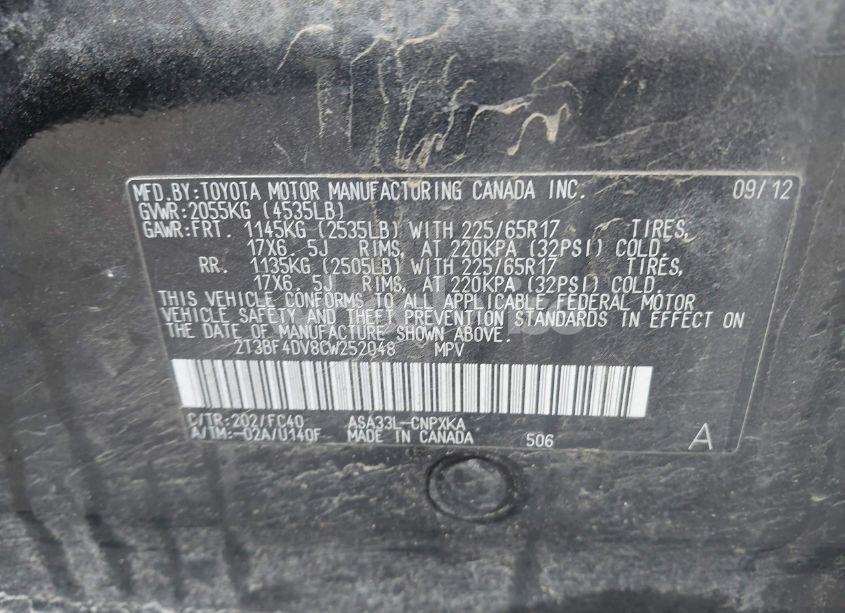 MFD.BY:TOYOTA MOTOR MANUFACTURING CANADA INC. 09/12
GVWR:2055KG (4535LB)
GAWR:FRT. 1145KG (2535LB) WITH 225/65R17 TIRES,
17X6.5J RIMS, AT 220KPA (32PSI) COLD.
RR. 1135KG (2505LB) WITH 225/65R17 TIRES,
17X6.5J RIMS, AT 220KPA (32PSI) COLD.
THIS VEHICLE CONFORMS TO ALL APPLICABLE FEDERAL MOTOR
VEHICLE SAFETY AND THEFT PREVENTION STANDARDS IN EFFECT ON
THE DATE OF MANUFACTURE SHOWN ABOVE.
2T3BF4DV8CW252048 MPV
C/TR:202/FC40 ASA33L-CNPXKA
A/TM:-02A/U140F MADE IN CANADA 506 A